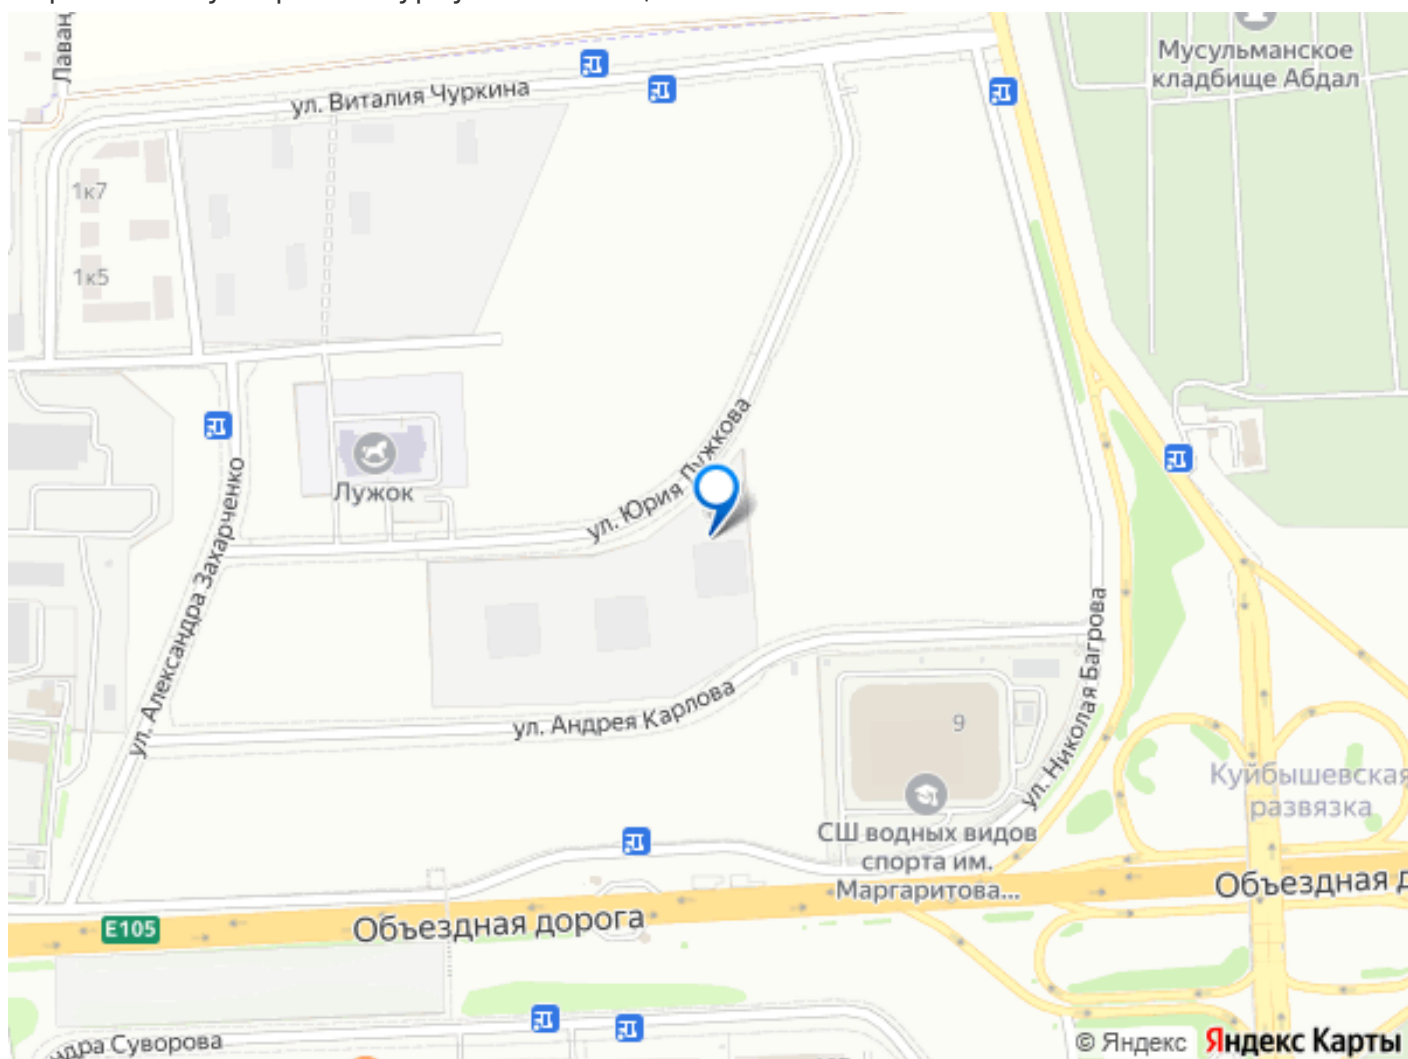 Лаванд
Мусульманское
кладбище Абдал
ул. Виталия Чуркина
1к7
1к5
Лужок
ул. Юрия Лужкова
ул. Александра Захарченко
ул. Николая Багрова
ул. Андрея Карлова
9
Куйбышевская
развязка
СШ водных видов
спорта им.
Маргаритова...
Объездная д
E105
Объездная дорога
ндра Суворова
© Яндекс
Яндекс Карты